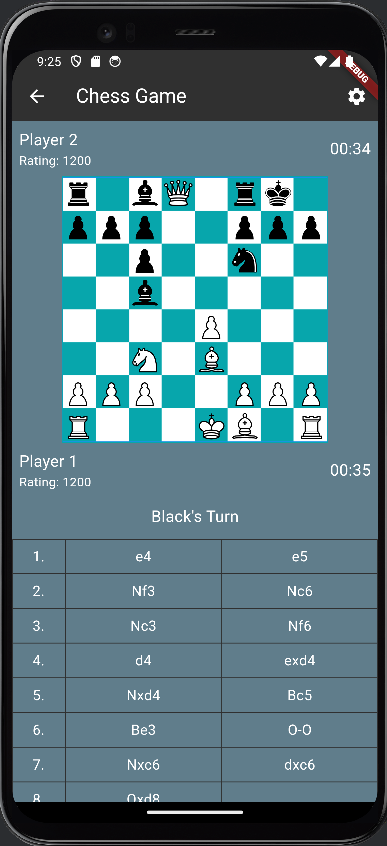 9:25
DEBUG
Chess Game
Player 2
Rating: 1200
00:34
Player 1
Rating: 1200
00:35
Black's Turn
1. e4 e5
2. Nf3 Nc6
3. Nc3 Nf6
4. d4 exd4
5. Nxd4 Bc5
6. Be3 O-O
7. Nxc6 dxc6
8. Qxd8